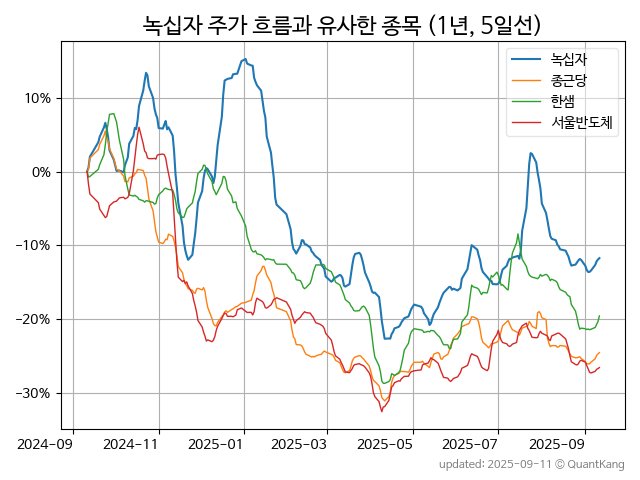 녹십자 주가 흐름과 유사한 종목 (1년, 5일선)
녹십자
종근당
한샘
서울반도체
10%
0%
−10%
−20%
−30%
2024-09 2024-11 2025-01 2025-03 2025-05 2025-07 2025-09
updated: 2025-09-11 © QuantKang